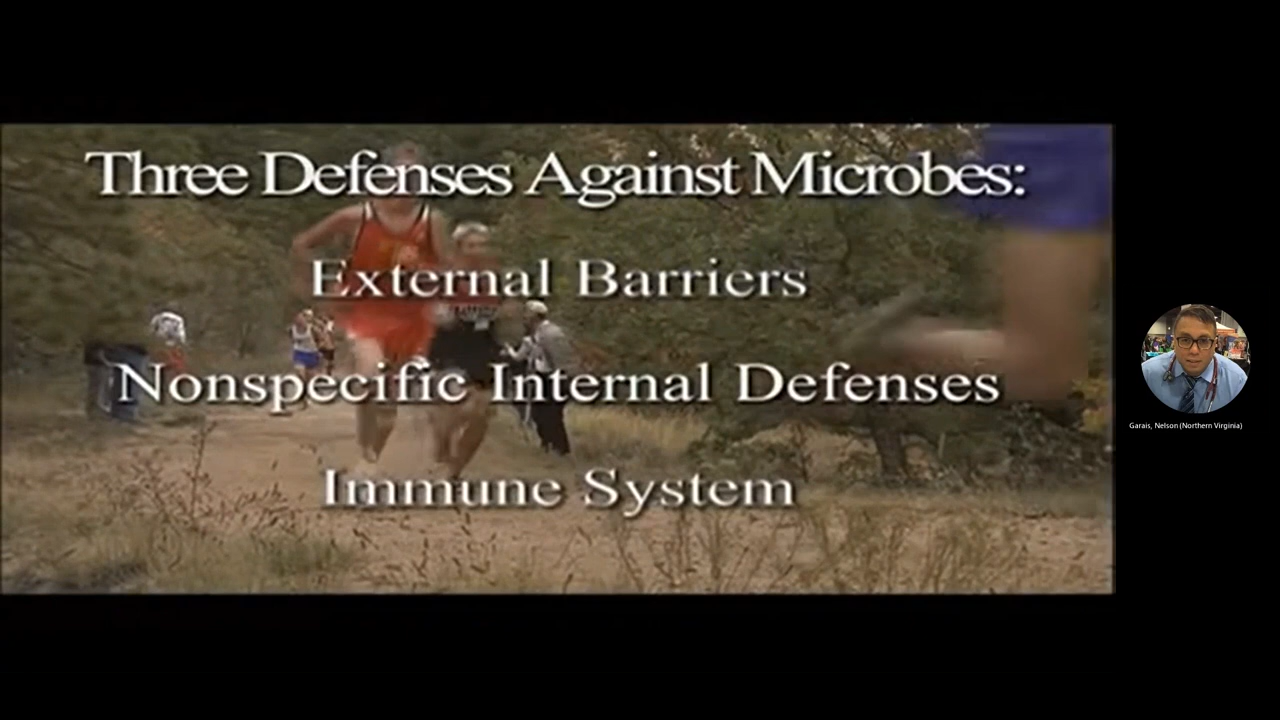 Three Defenses Against Microbes:
External Barriers
Nonspecific Internal Defenses
Immune System
Garais, Nelson (Northern Virginia)